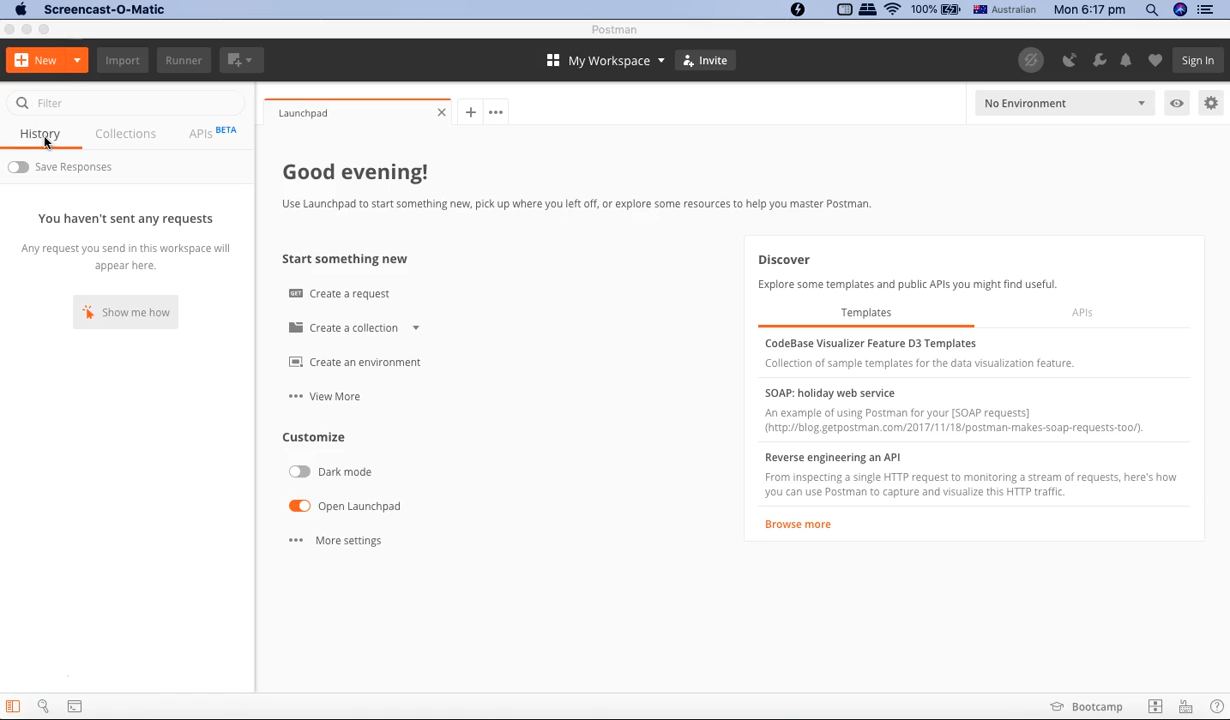 Screencast-O-Matic
100%
Australian
Mon 6:17 pm
Postman
New
Import
Runner
My Workspace
Invite
Sign In
Filter
History
Collections
APIs BETA
Save Responses
You haven't sent any requests
Any request you send in this workspace will
appear here.
Show me how
Launchpad
No Environment
Good evening!
Use Launchpad to start something new, pick up where you left off, or explore some resources to help you master Postman.
Start something new
GET Create a request
Create a collection
Create an environment
View More
Customize
Dark mode
Open Launchpad
More settings
Discover
Explore some templates and public APIs you might find useful.
Templates
APIs
CodeBase Visualizer Feature D3 Templates
Collection of sample templates for the data visualization feature.
SOAP: holiday web service
An example of using Postman for your [SOAP requests]
(http://blog.getpostman.com/2017/11/18/postman-makes-soap-requests-too/).
Reverse engineering an API
From inspecting a single HTTP request to monitoring a stream of requests, here's how
you can use Postman to capture and visualize this HTTP traffic.
Browse more
Bootcamp